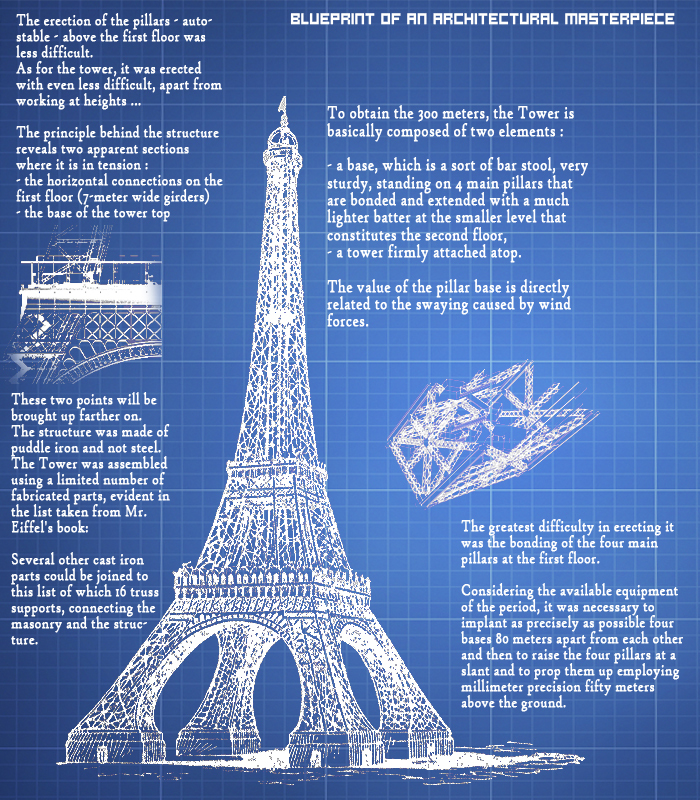 BLUEPRINT OF AN ARCHITECTURAL MASTERPIECE
The erection of the pillars - auto-
stable - above the first floor was
less difficult.
As for the tower, it was erected
with even less difficult, apart from
working at heights ...
The principle behind the structure
reveals two apparent sections
where it is in tension :
- the horizontal connections on the
first floor (7-meter wide girders)
- the base of the tower top
These two points will be
brought up farther on.
The structure was made of
puddle iron and not steel.
The Tower was assembled
using a limited number of
fabricated parts, evident in
the list taken from Mr.
Eiffel's book:
Several other cast iron
parts could be joined to
this list of which 16 truss
supports, connecting the
masonry and the struc-
ture.
To obtain the 300 meters, the Tower is
basically composed of two elements :
- a base, which is a sort of bar stool, very
sturdy, standing on 4 main pillars that
are bonded and extended with a much
lighter batter at the smaller level that
constitutes the second floor,
- a tower firmly attached atop.
The value of the pillar base is directly
related to the swaying caused by wind
forces.
The greatest difficulty in erecting it
was the bonding of the four main
pillars at the first floor.
Considering the available equipment
of the period, it was necessary to
implant as precisely as possible four
bases 80 meters apart from each other
and then to raise the four pillars at a
slant and to prop them up employing
millimeter precision fifty meters
above the ground.